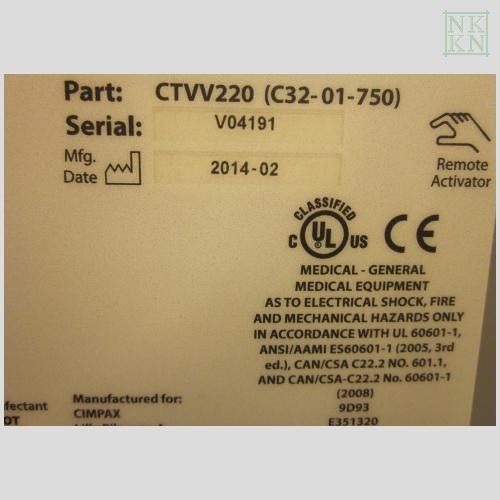 NK
KN
Part: CTVV220 (C32-01-750)
Serial: V04191
Mfg.
Date 2014-02
Remote
Activator
CLASSIFIED
C UL US CE
MEDICAL - GENERAL
MEDICAL EQUIPMENT
AS TO ELECTRICAL SHOCK, FIRE
AND MECHANICAL HAZARDS ONLY
IN ACCORDANCE WITH UL 60601-1,
ANSI/AAMI ES60601-1 (2005, 3rd
ed.), CAN/CSA C22.2 NO. 601.1,
AND CAN/CSA-C22.2 No. 60601-1
(2008)
9D93
E351320
Manufactured for:
CIMPAX